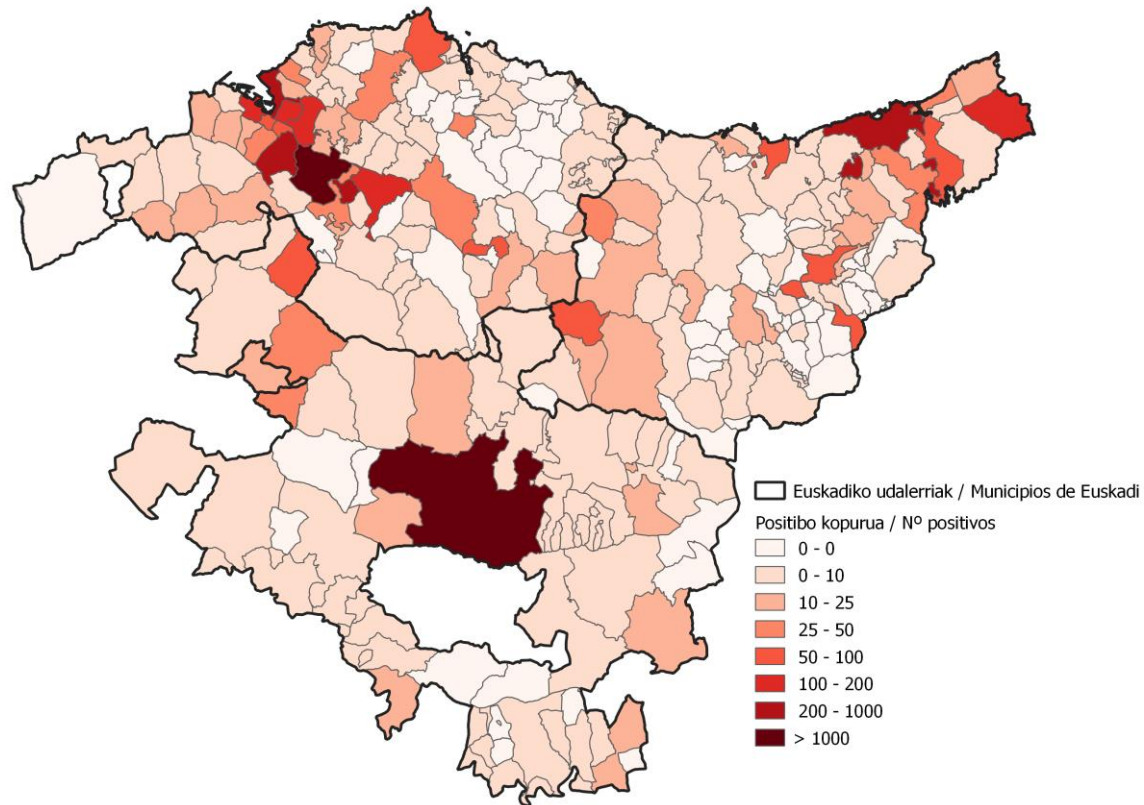 Euskadiko udalerriak / Municipios de Euskadi
Positibo kopurua / Nº positivos
0 - 0
0 - 10
10 - 25
25 - 50
50 - 100
100 - 200
200 - 1000
> 1000